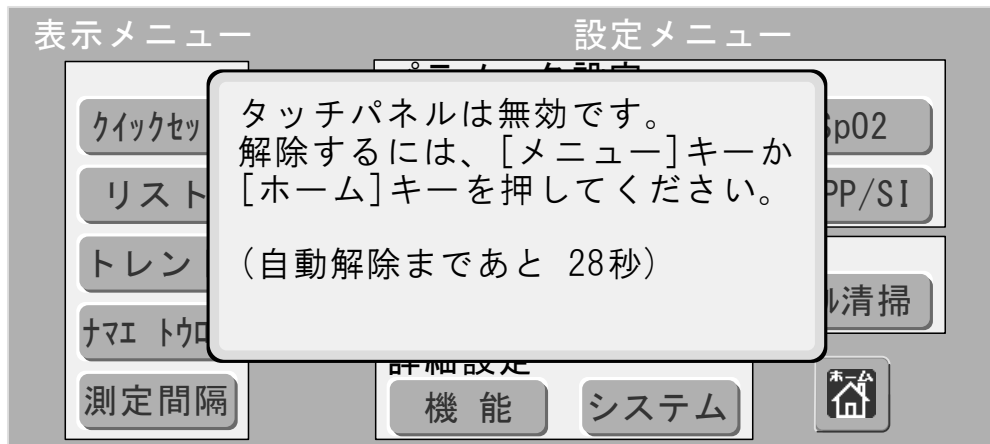 表示メニュー
設定メニュー
クイックセッ
リスト
トレン
ナマエ トウロ
測定間隔
タッチパネルは無効です。
解除するには、[メニュー]キーか
[ホーム]キーを押してください。
(自動解除まであと 28秒)
SpO2
PP/SI
ル清掃
詳細設定
機 能
システム
ホーム